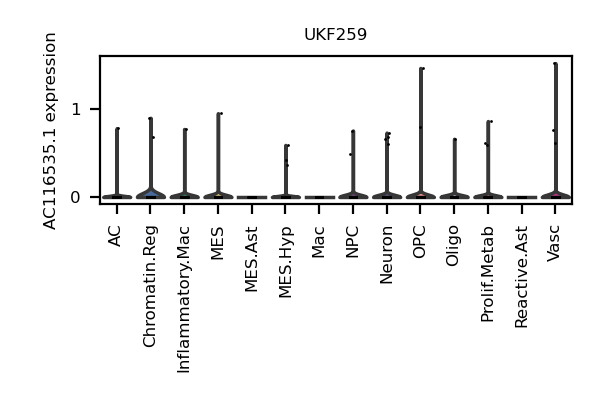 UKF259
AC116535.1 expression
1
0
AC
Chromatin.Reg
Inflammatory.Mac
MES
MES.Ast
MES.Hyp
Mac
NPC
Neuron
OPC
Oligo
Prolif.Metab
Reactive.Ast
Vasc